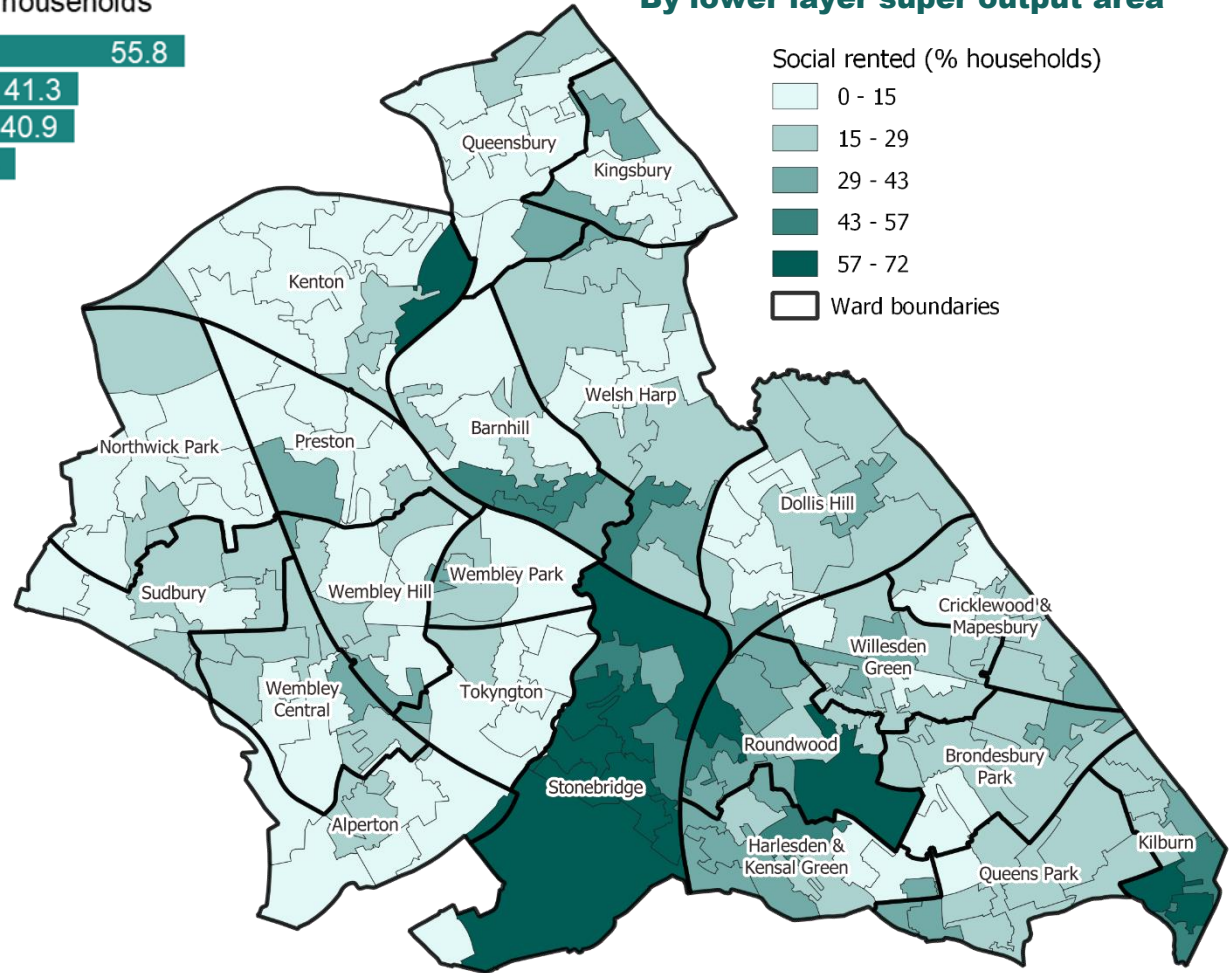 households
55.8
41.3
40.9
By lower layer super output area
Social rented (% households)
0 - 15
15 - 29
29 - 43
43 - 57
57 - 72
Ward boundaries
Queensbury
Kingsbury
Kenton
Welsh Harp
Barnhill
Preston
Northwick Park
Dollis Hill
Sudbury
Wembley Hill
Wembley Park
Cricklewood &
Mapesbury
Willesden
Green
Wembley
Central
Tokyngton
Roundwood
Brondesbury
Park
Stonebridge
Alperton
Harlesden &
Kensal Green
Queens Park
Kilburn